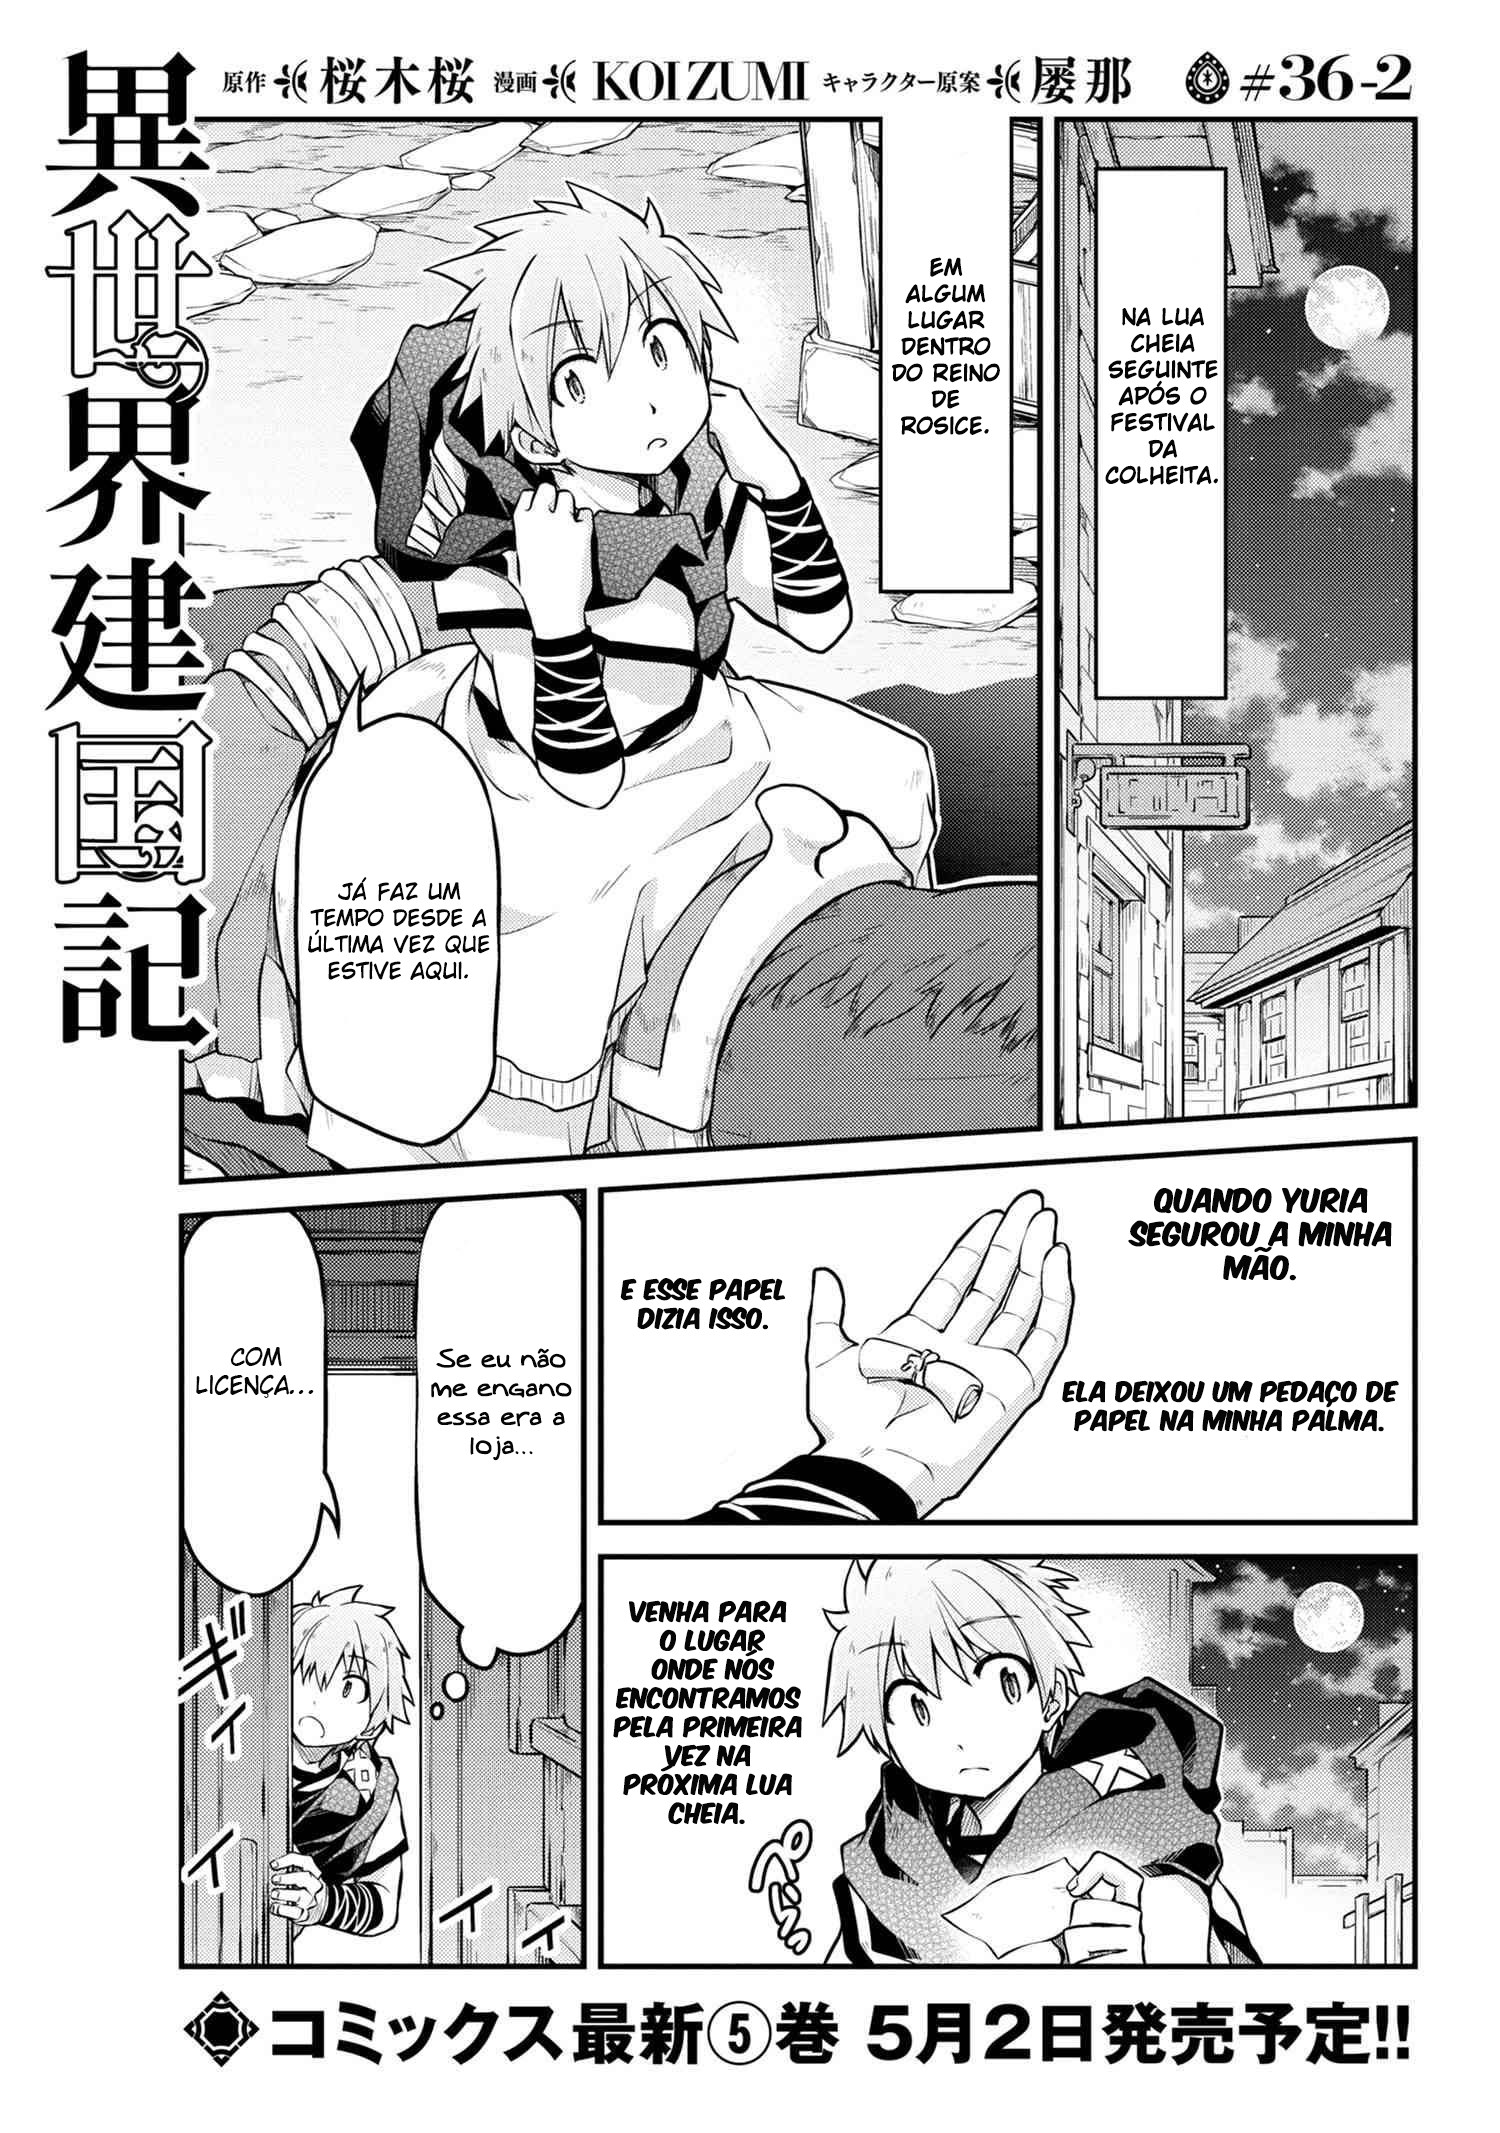 原作 桜木桜 漫画 KOIZUMI キャラクター原案 屡那 #36-2
異世界建国記
NA LUA
CHEIA
SEGUINTE
APÓS O
FESTIVAL
DA
COLHEITA.
EM
ALGUM
LUGAR
DENTRO
DO REINO
DE
ROSICE.
JÁ FAZ UM
TEMPO DESDE A
ÚLTIMA VEZ QUE
ESTIVE AQUI.
QUANDO YURIA
SEGUROU A MINHA
MÃO.
ELA DEIXOU UM PEDAÇO DE
PAPEL NA MINHA PALMA.
E ESSE PAPEL
DIZIA ISSO.
VENHA PARA
O LUGAR
ONDE NÓS
ENCONTRAMOS
PELA PRIMEIRA
VEZ NA
PRÓXIMA LUA
CHEIA.
ペらっ
Se eu não
me engano
essa era a
loja...
COM
LICENÇA...
ギィィィィ
コミックス最新⑤巻 5月2日発売予定!!